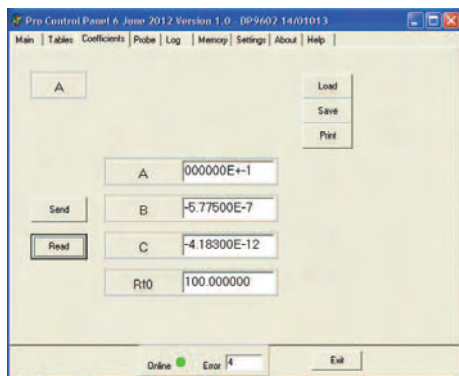 Pro Control Panel 6 June 2012 Version 1.0 - DP9602 14/01013
Main Tables Coefficients Probe Log Memory Settings About Help
A
Load
Save
Print
A 000000E+-1
Send B -5.77500E-7
Read C -4.18300E-12
Rt0 100.000000
Online Error 4 Exit